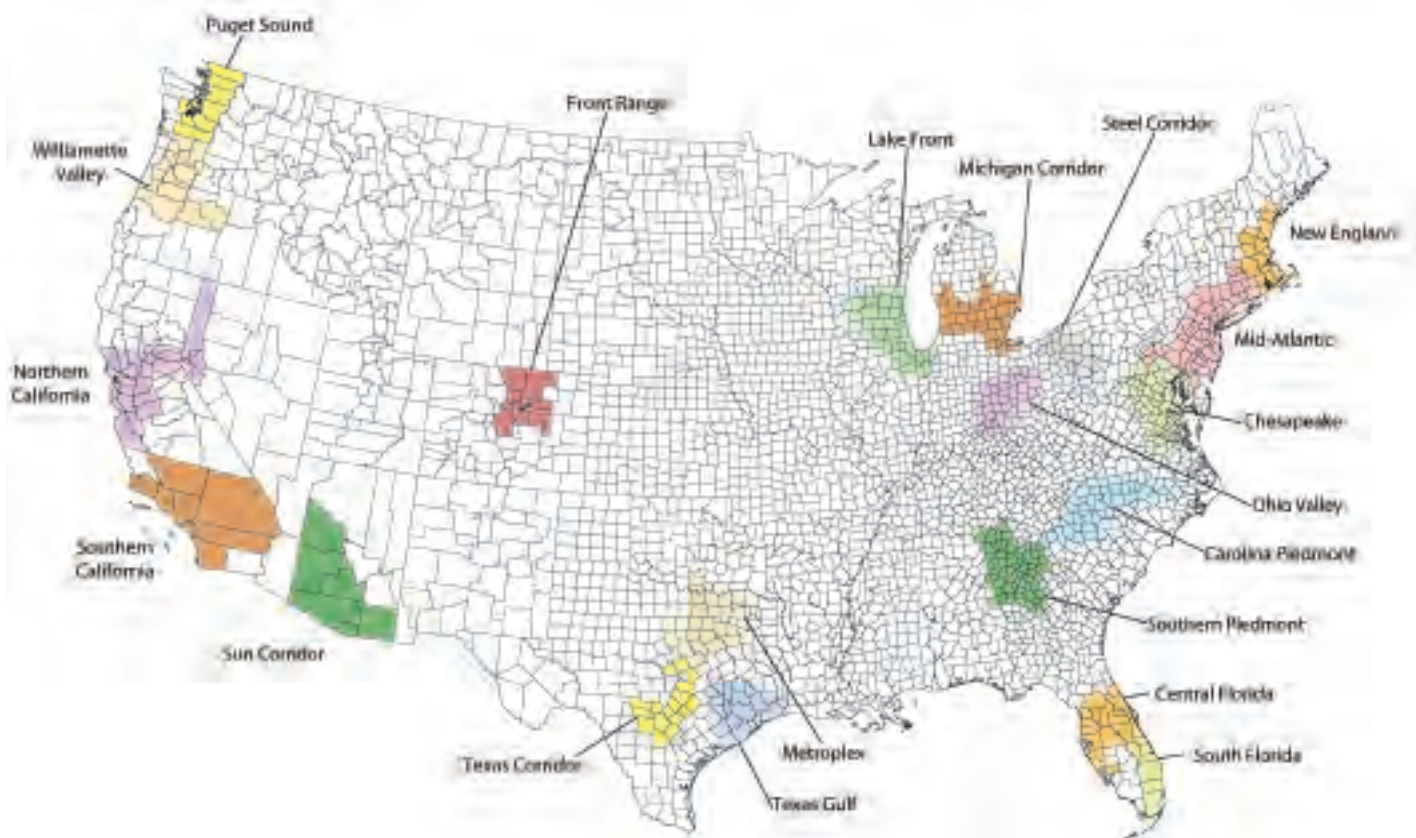 Puget Sound
Front Range
Steel Corridor
Lake Front
Michigan Corridor
Willamette
Valley
New England
Mid-Atlantic
Northern
California
Chesapeake
Ohio Valley
Southern
California
Carolina Piedmont
Southern Piedmont
Sun Corridor
Central Florida
South Florida
Metroplex
Texas Corridor
Texas Gulf